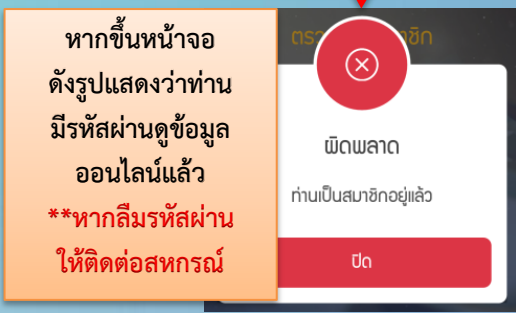 หากขึ้นหน้าจอ
ดังรูปแสดงว่าท่าน
มีรหัสผ่านดูข้อมูล
ออนไลน์แล้ว
**หากลืมรหัสผ่าน
ให้ติดต่อสหกรณ์
ผิดพลาด
ท่านเป็นสมาชิกอยู่แล้ว
ปิด